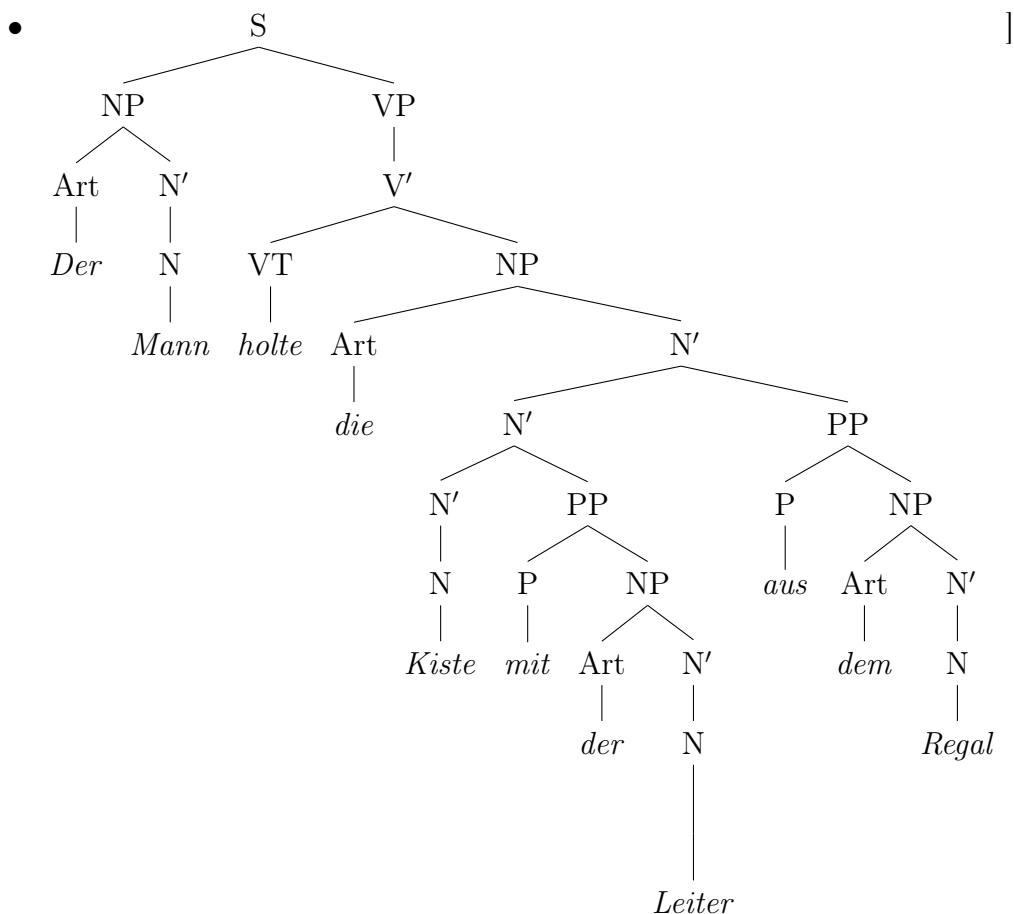 • S ]
NP VP
Art N′ V′
Der N VT NP
Mann holte Art N′
die N′ PP
N′ PP P NP
N P NP aus Art N′
Kiste mit Art N′ dem N
der N Regal
Leiter